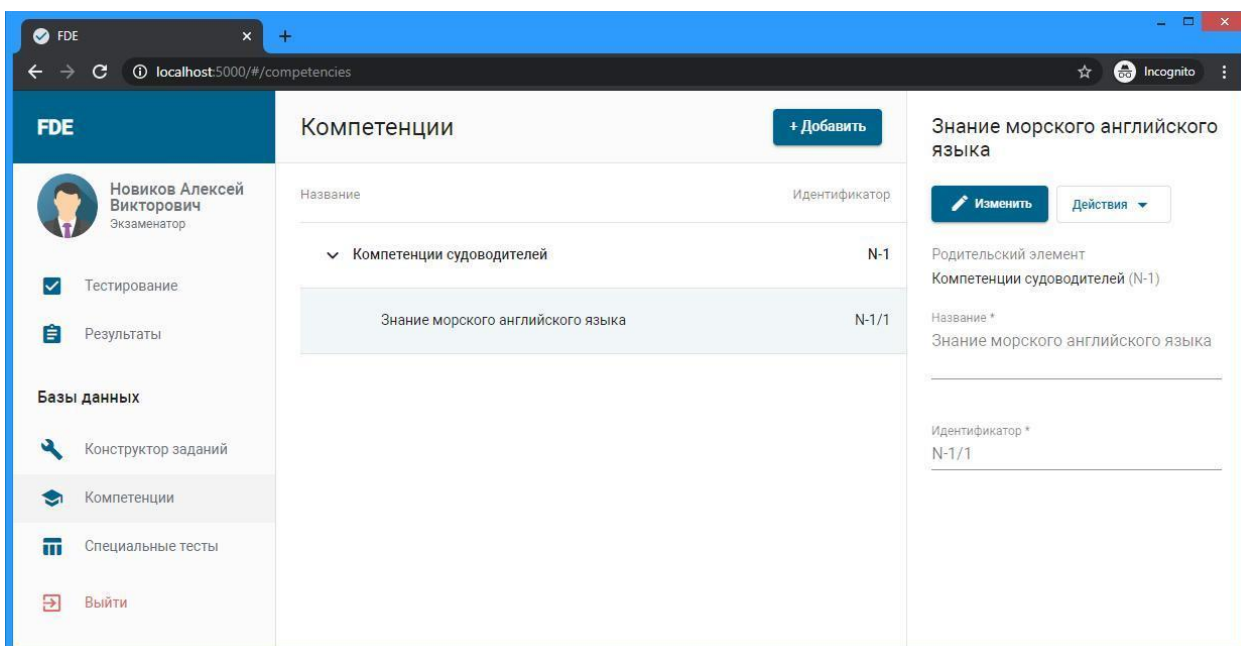 FDE
localhost:5000/#/competencies
Incognito
FDE
Новиков Алексей
Викторович
Экзаменатор
Тестирование
Результаты
Базы данных
Конструктор заданий
Компетенции
Специальные тесты
Выйти
Компетенции
+ Добавить
Название Идентификатор
Компетенции судоводителей N-1
Знание морского английского языка N-1/1
Знание морского английского
языка
Изменить Действия
Родительский элемент
Компетенции судоводителей (N-1)
Название *
Знание морского английского языка
Идентификатор *
N-1/1